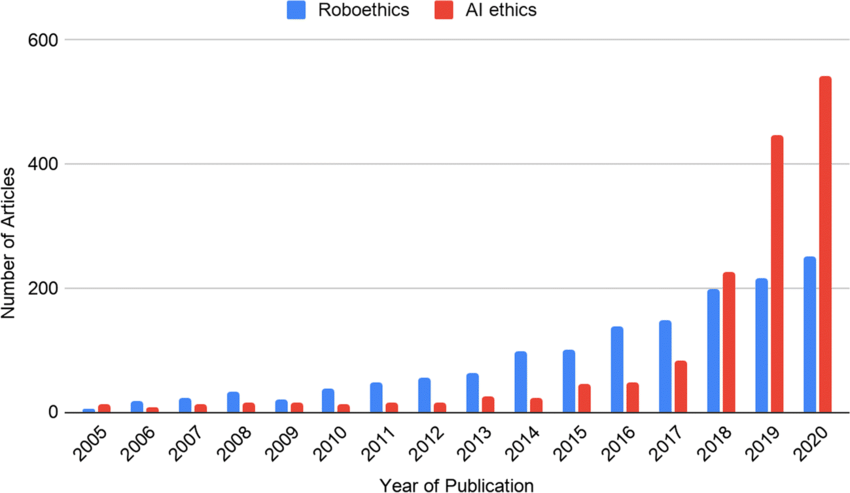 Roboethics AI ethics
Number of Articles
600
400
200
0
2005 2006 2007 2008 2009 2010 2011 2012 2013 2014 2015 2016 2017 2018 2019 2020
Year of Publication